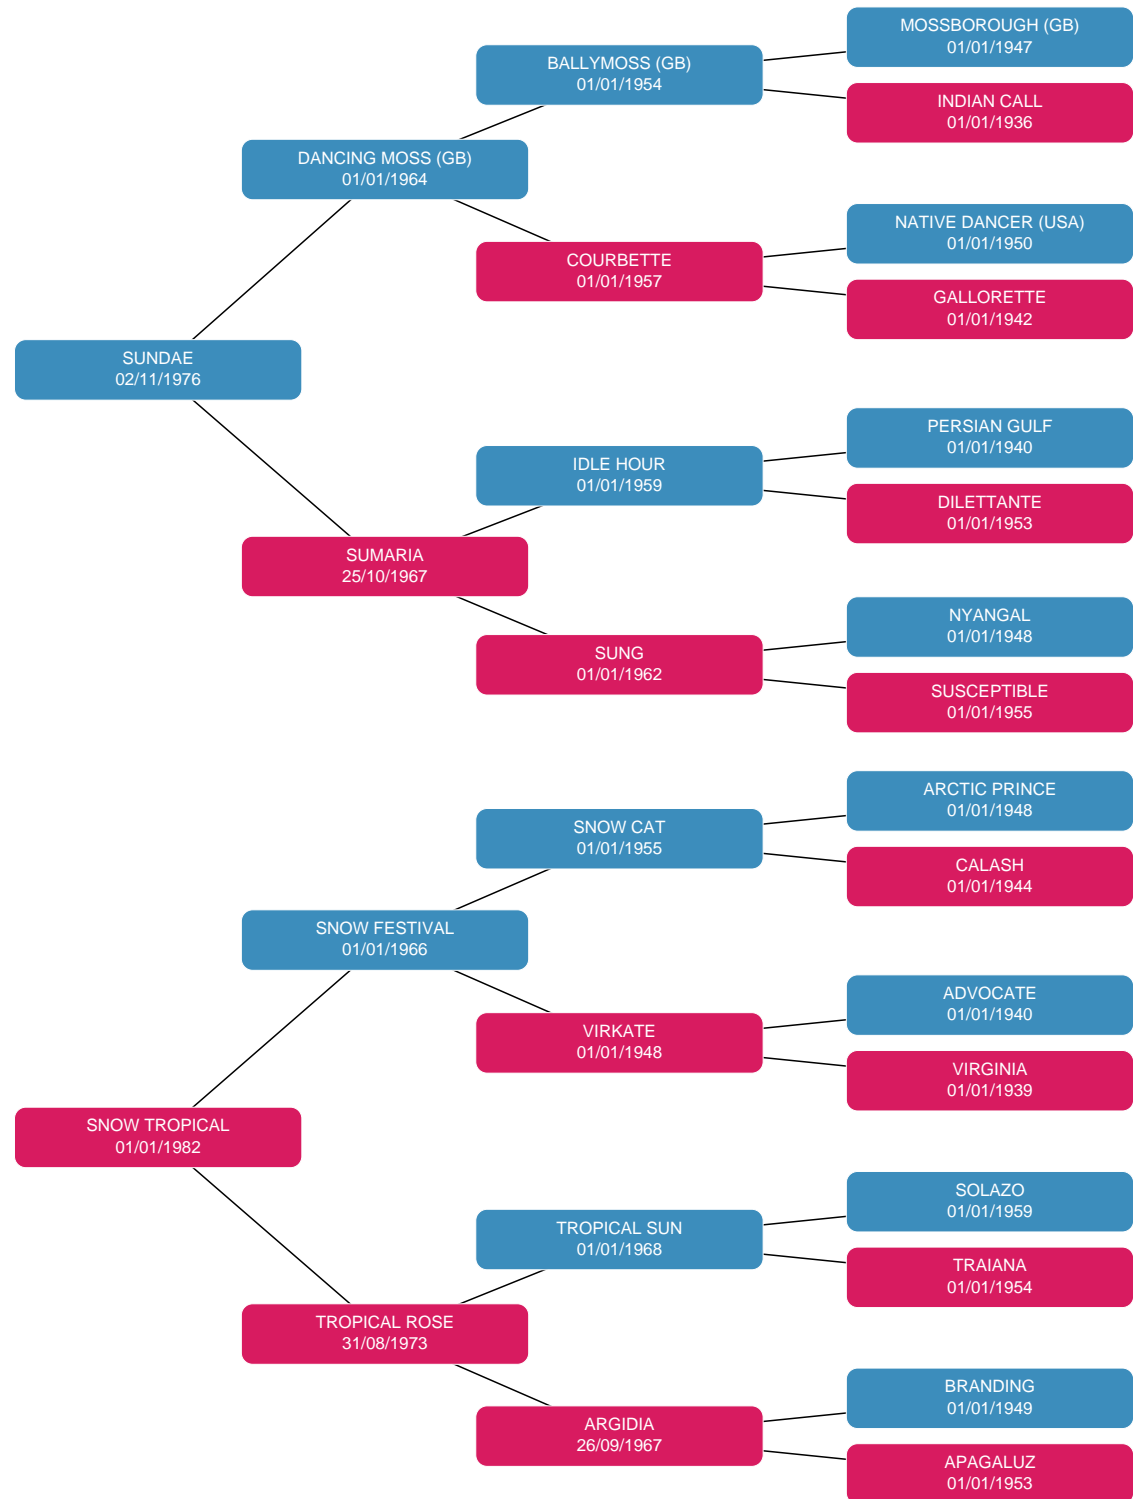 MOSSBOROUGH (GB)
01/01/1947
BALLYMOSS (GB)
01/01/1954
INDIAN CALL
01/01/1936
DANCING MOSS (GB)
01/01/1964
NATIVE DANCER (USA)
01/01/1950
COURBETTE
01/01/1957
GALLORETTE
01/01/1942
SUNDAE
02/11/1976
PERSIAN GULF
01/01/1940
IDLE HOUR
01/01/1959
DILETTANTE
01/01/1953
SUMARIA
25/10/1967
NYANGAL
01/01/1948
SUNG
01/01/1962
SUSCEPTIBLE
01/01/1955
ARCTIC PRINCE
01/01/1948
SNOW CAT
01/01/1955
CALASH
01/01/1944
SNOW FESTIVAL
01/01/1966
ADVOCATE
01/01/1940
VIRKATE
01/01/1948
VIRGINIA
01/01/1939
SNOW TROPICAL
01/01/1982
SOLAZO
01/01/1959
TROPICAL SUN
01/01/1968
TRAIANA
01/01/1954
TROPICAL ROSE
31/08/1973
BRANDING
01/01/1949
ARGIDIA
26/09/1967
APAGALUZ
01/01/1953